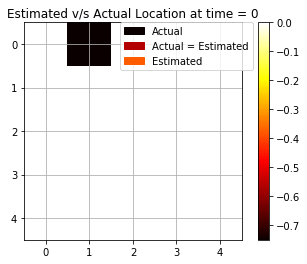 Estimated v/s Actual Location at time = 0
Actual
Actual = Estimated
Estimated
0
1
2
3
4
0 1 2 3 4
0.0
−0.1
−0.2
−0.3
−0.4
−0.5
−0.6
−0.7